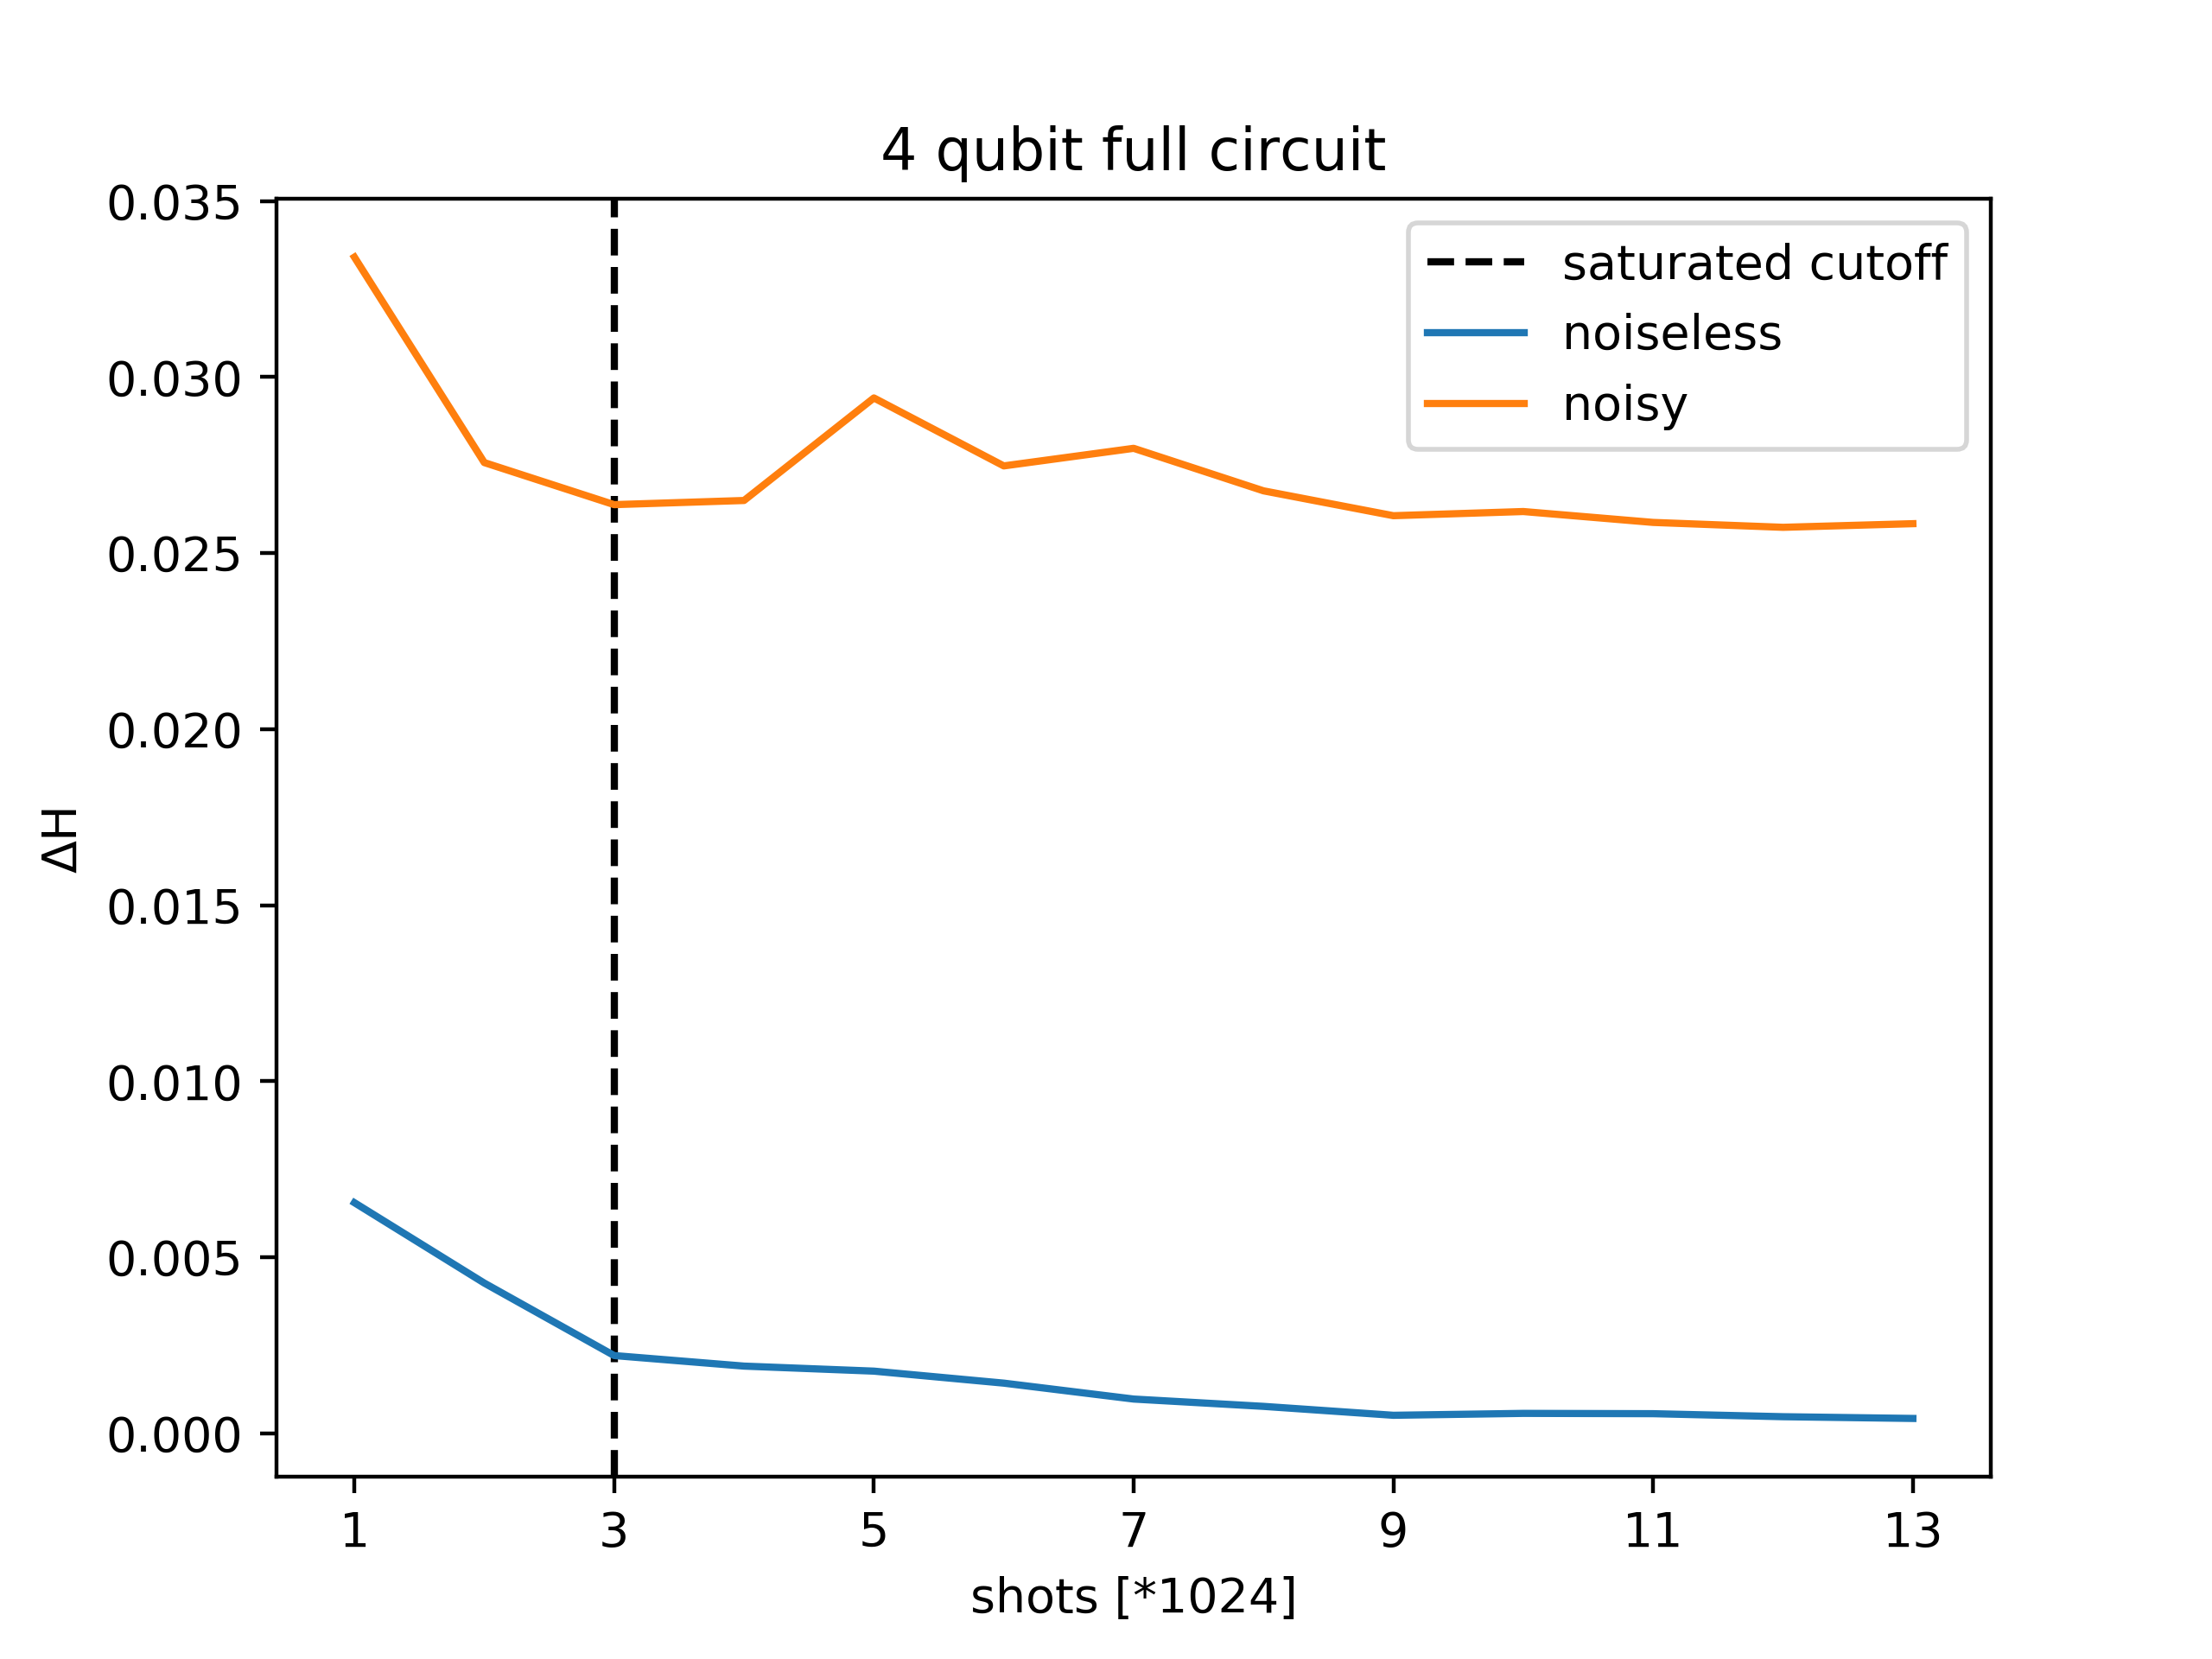 4 qubit full circuit
saturated cutoff
noiseless
noisy
0.035
0.030
0.025
0.020
0.015
0.010
0.005
0.000
ΔH
1 3 5 7 9 11 13
shots [*1024]